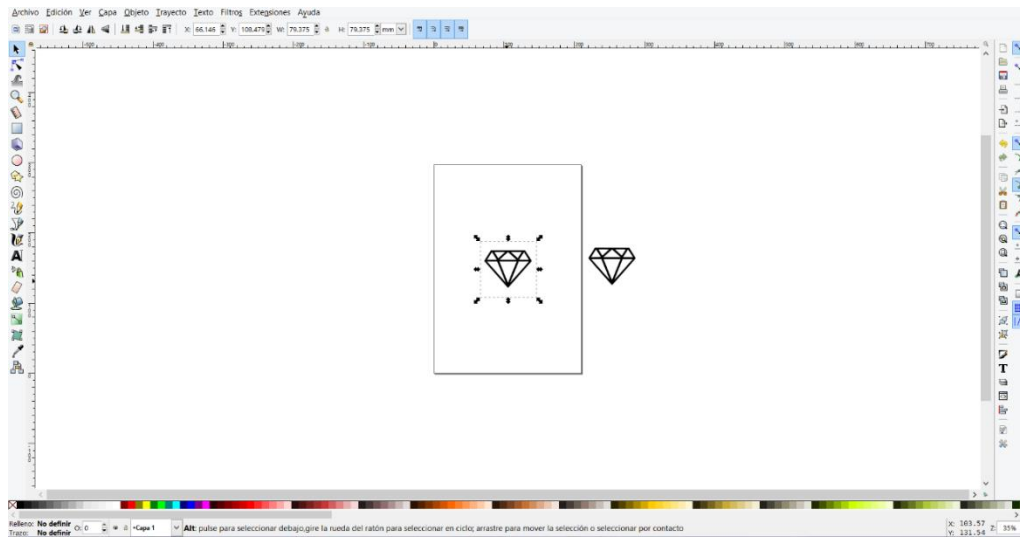 Archivo Edición Ver Capa Objeto Trayecto Texto Filtros Extensiones Ayuda
X: 66.146 Y: 108.479 W: 79.375 H: 79.375 mm
Relleno: No definir O: 0 •Capa 1 Alt: pulse para seleccionar debajo,gire la rueda del ratón para seleccionar en ciclo; arrastre para mover la selección o seleccionar por contacto X: 103.57 Z: 35%
Trazo: No definir Y: 131.54